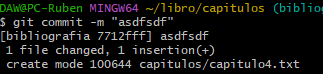 DAW@PC-Ruben MINGW64 ~/libro/capitulos (biblio
$ git commit -m "asdfsdf"
[bibliografia 7712fff] asdfsdf
1 file changed, 1 insertion(+)
create mode 100644 capitulos/capitulo4.txt